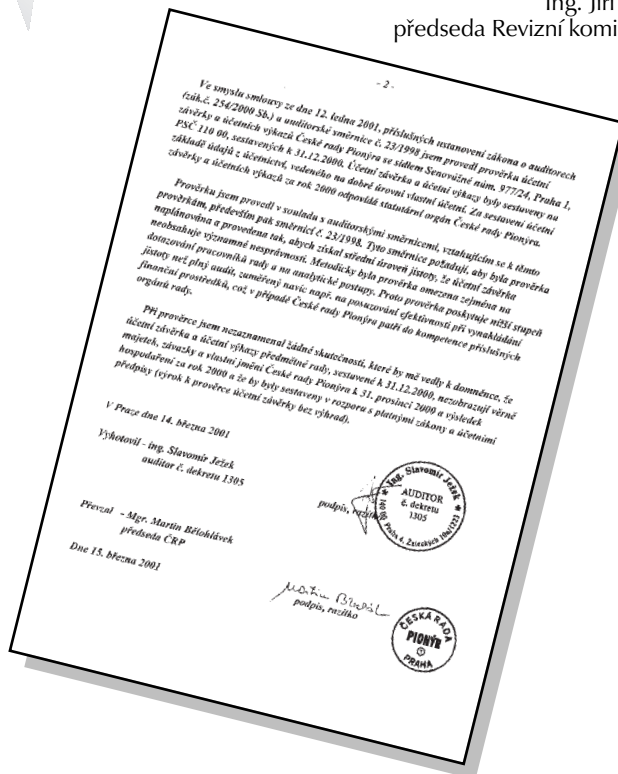 Ing. Jiří
předseda Revizní komi
- 2 -
Ve smyslu smlouvy ze dne 12. ledna 2001, příslušných ustanovení zákona o auditorech
(zák.č. 254/2000 Sb.) a auditorské směrnice č. 23/1998 jsem provedl prověrku účetní
závěrky a účetních výkazů České rady Pionýra se sídlem Senovážné nám. 977/24, Praha 1,
PSČ 110 00, sestavených k 31.12.2000. Účetní závěrka a účetní výkazy byly sestaveny na
základě údajů z účetnictví, vedeného na dobré úrovni vlastní účetní. Za sestavení účetní
závěrky a účetních výkazů za rok 2000 odpovídá statutární orgán České rady Pionýra.
Prověrku jsem provedl v souladu s auditorskými směrnicemi, vztahujícím se k těmto
prověrkám, především pak směrnicí č. 23/1998. Tyto směrnice požadují, aby byla prověrka
naplánována a provedena tak, abych získal střední úroveň jistoty, že účetní závěrka
neobsahuje významné nesprávnosti. Metodicky byla prověrka omezena zejména na
dotazování pracovníků rady a na analytické postupy. Proto prověrka poskytuje nižší stupeň
jistoty než plný audit, zaměřený navíc např. na posuzování efektivnosti při vynakládání
finanční prostředků, což v případě České rady Pionýra patří do kompetence příslušných
orgánů rady.
Při prověrce jsem nezaznamenal žádné skutečnosti, které by mě vedly k domněnce, že
účetní závěrka a účetní výkazy předmětné rady, sestavené k 31.12.2000, nezobrazují věrně
majetek, závazky a vlastní jmění České rady Pionýra k 31. prosinci 2000 a výsledek
hospodaření za rok 2000 a že by byly sestaveny v rozporu s platnými zákony a účetními
předpisy (výrok k prověrce účetní závěrky bez výhrad).
V Praze dne 14. března 2001
Vyhotovil - ing. Slavomír Ježek
auditor č. dekretu 1305
podpis, razítko
Ing. Slavomír Ježek
AUDITOR
č. dekretu
1305
140 00 Praha 4,
Převzal - Mgr. Martin Bělohlávek
předseda ČRP
Dne 15. března 2001
podpis, razítko
ČESKÁ RADA
PIONÝR
PRAHA